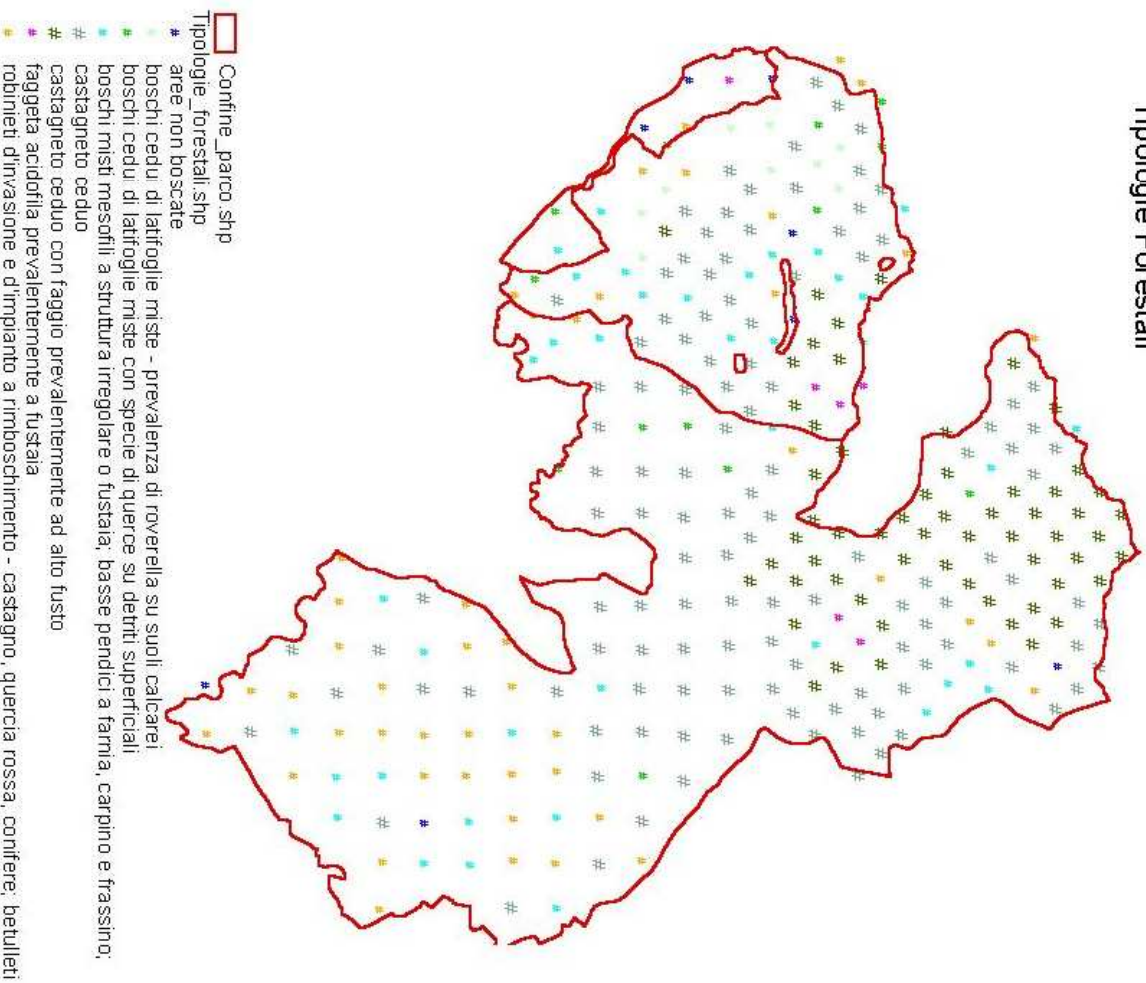 Tipologie Forestali
Confine_parco.shp
Tipologie_forestali.shp
# aree non boscate
# boschi cedui di latifoglie miste - prevalenza di roverella su suoli calcarei
# boschi cedui di latifoglie miste con specie di querce su detriti superficiali
# boschi misti mesofili a struttura irregolare o fustaia; basse pendici a farnia, carpino e frassino;
# castagneto ceduo
# castagneto ceduo con faggio prevalentemente ad alto fusto
# faggeta acidofila prevalentemente a fustaia
# robinieti d'invasione e d'impianto a rimboschimento - castagno, quercia rossa, conifere; betulleti